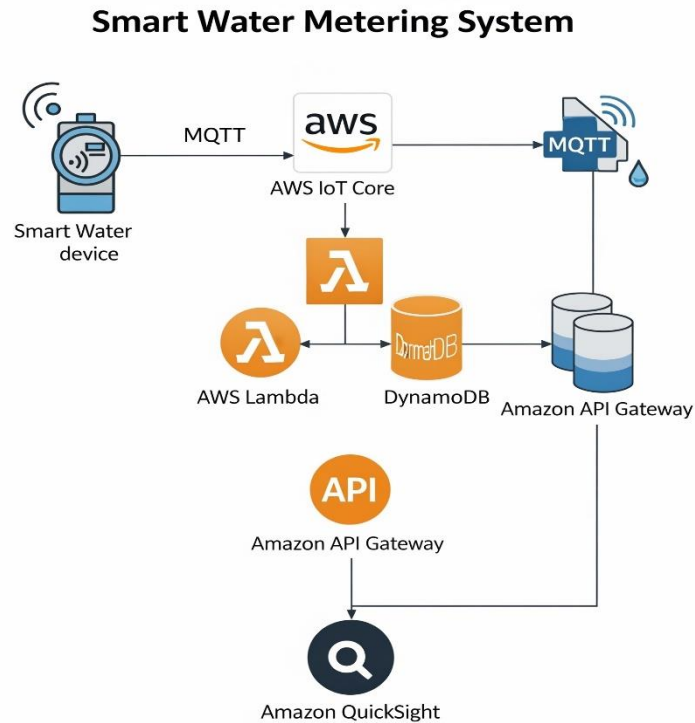 Smart Water Metering System
MQTT
aws
MQTT
AWS IoT Core
Smart Water
device
AWS Lambda
DynamoDB
Amazon API Gateway
API
Amazon API Gateway
Amazon QuickSight